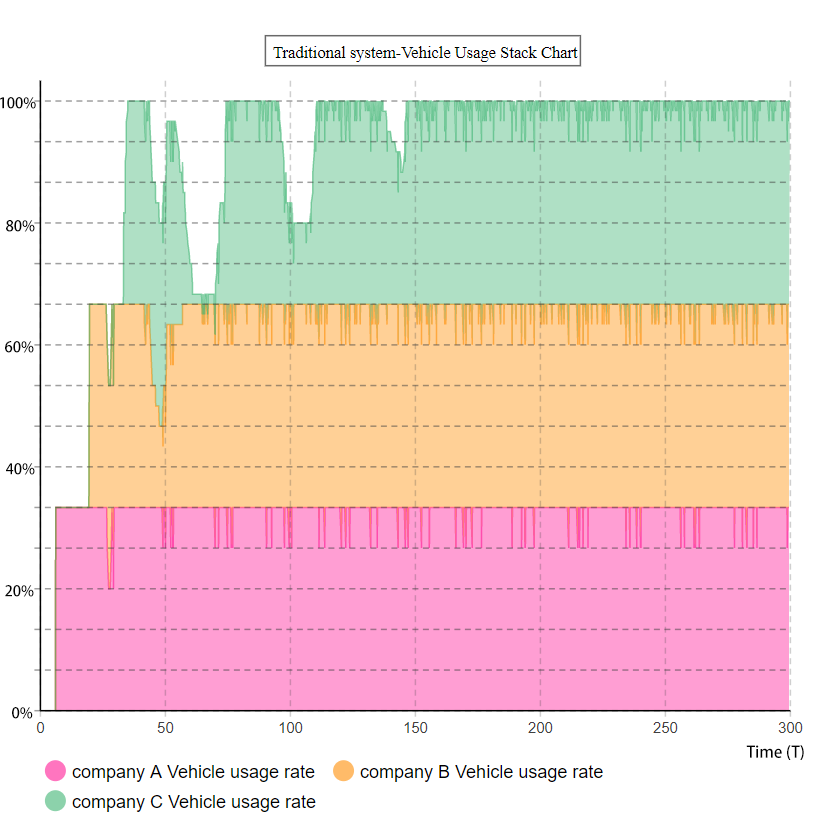 Traditional system-Vehicle Usage Stack Chart
100%
80%
60%
40%
20%
0%
0 50 100 150 200 250 300
Time (T)
company A Vehicle usage rate company B Vehicle usage rate
company C Vehicle usage rate